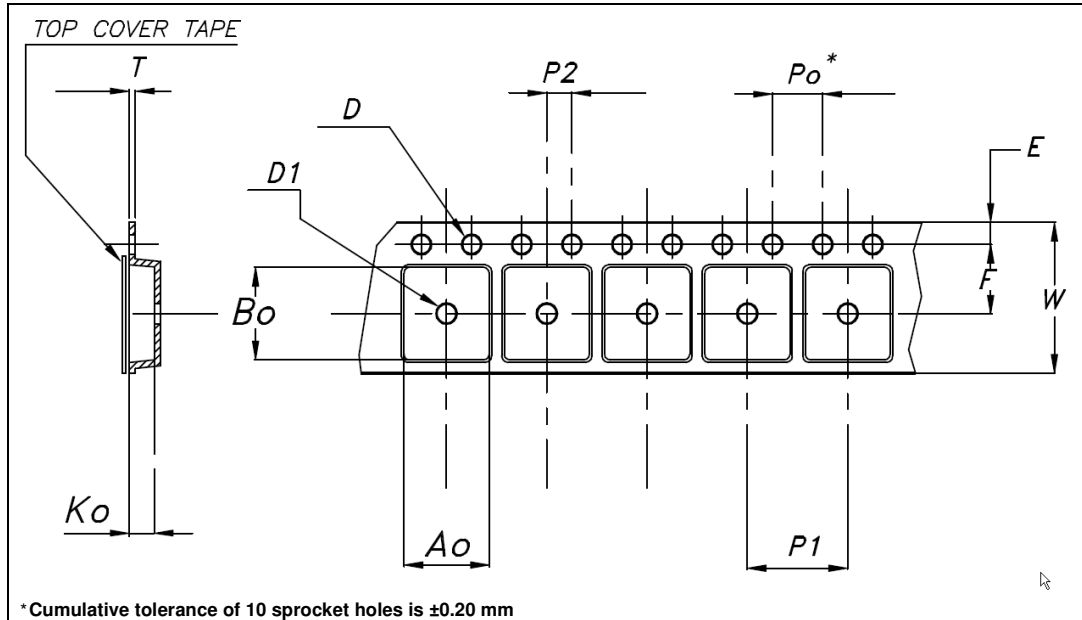 TOP COVER TAPE
T
P2
Po*
D
E
D1
F
W
Bo
Ko
Ao
P1
*Cumulative tolerance of 10 sprocket holes is ±0.20 mm